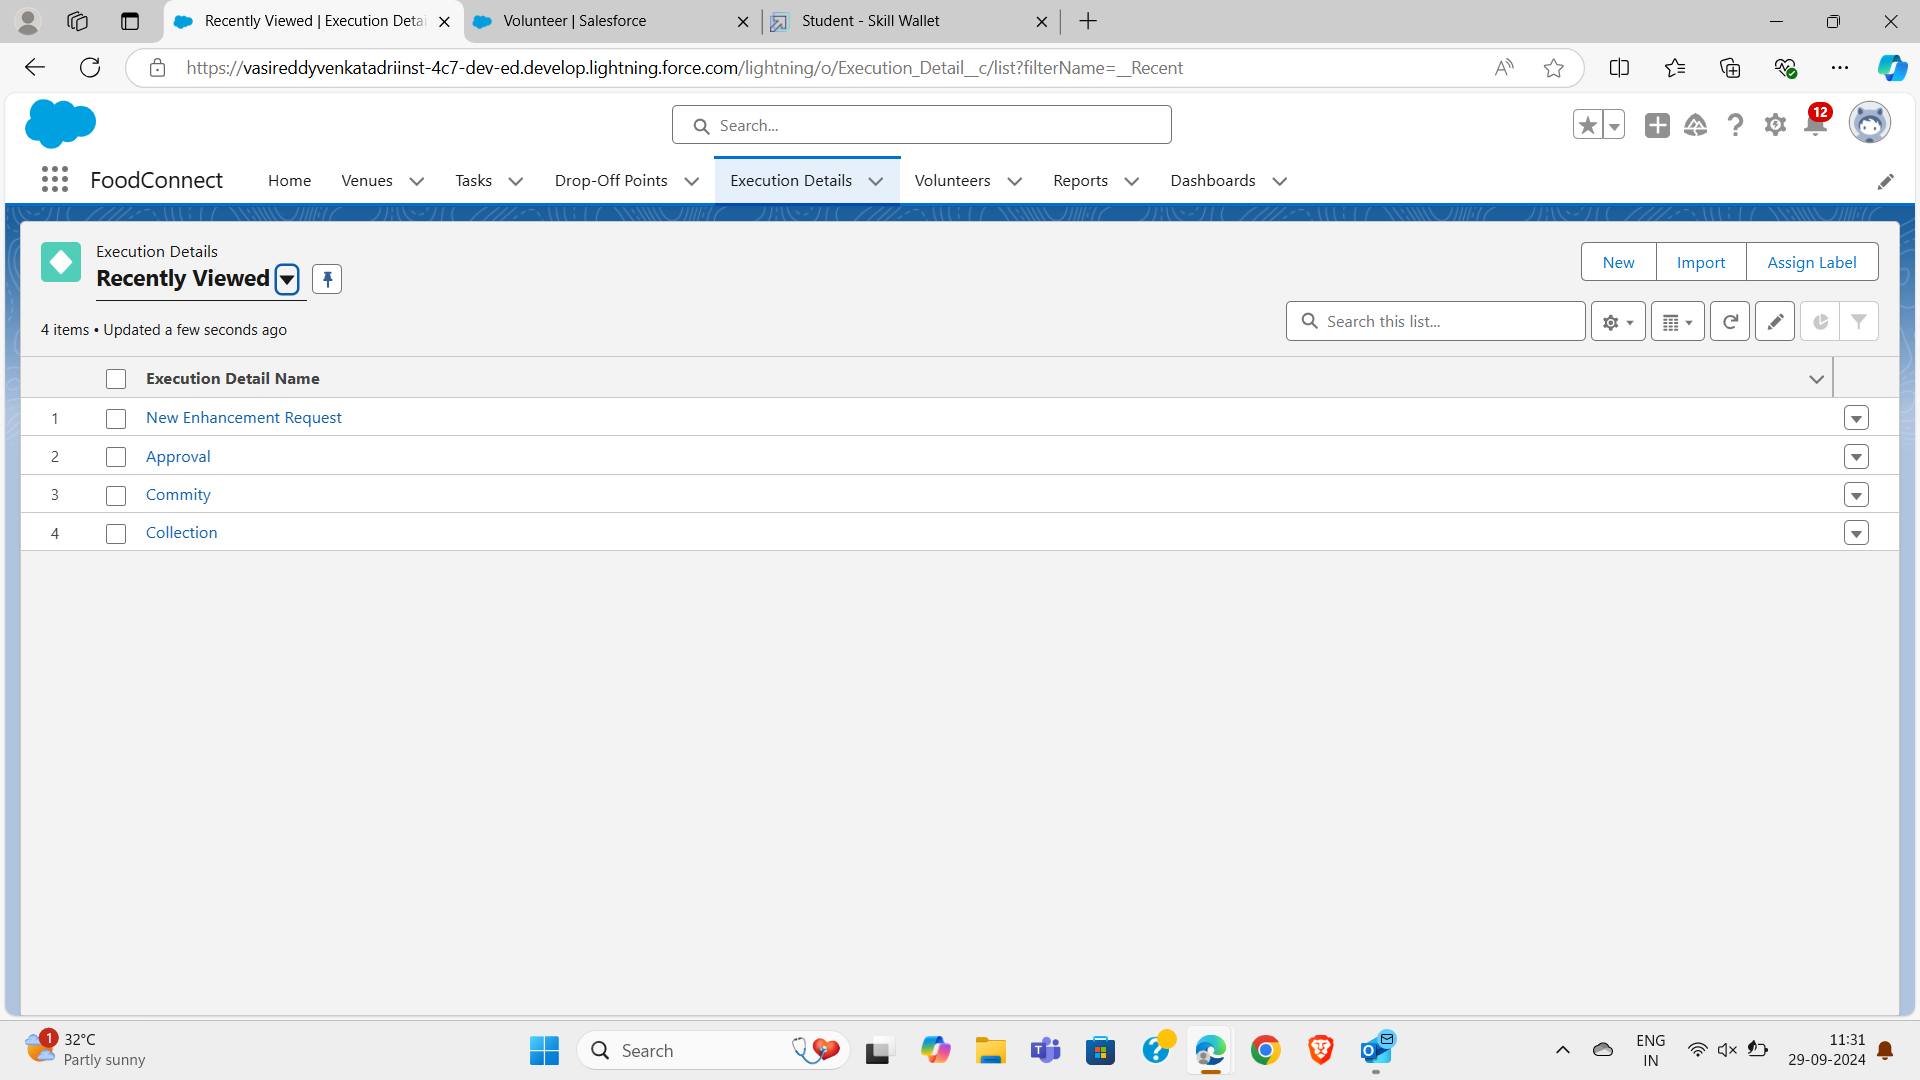 Recently Viewed | Execution Detai
Volunteer | Salesforce
Student - Skill Wallet
https://vasireddyvenkatadriinst-4c7-dev-ed.develop.lightning.force.com/lightning/o/Execution_Detail__c/list?filterName=__Recent
Search...
12
FoodConnect
Home
Venues
Tasks
Drop-Off Points
Execution Details
Volunteers
Reports
Dashboards
Execution Details
Recently Viewed
New
Import
Assign Label
4 items • Updated a few seconds ago
Search this list...
Execution Detail Name
1 New Enhancement Request
2 Approval
3 Commity
4 Collection
1
32°C
Partly sunny
Search
ENG
IN
11:31
29-09-2024